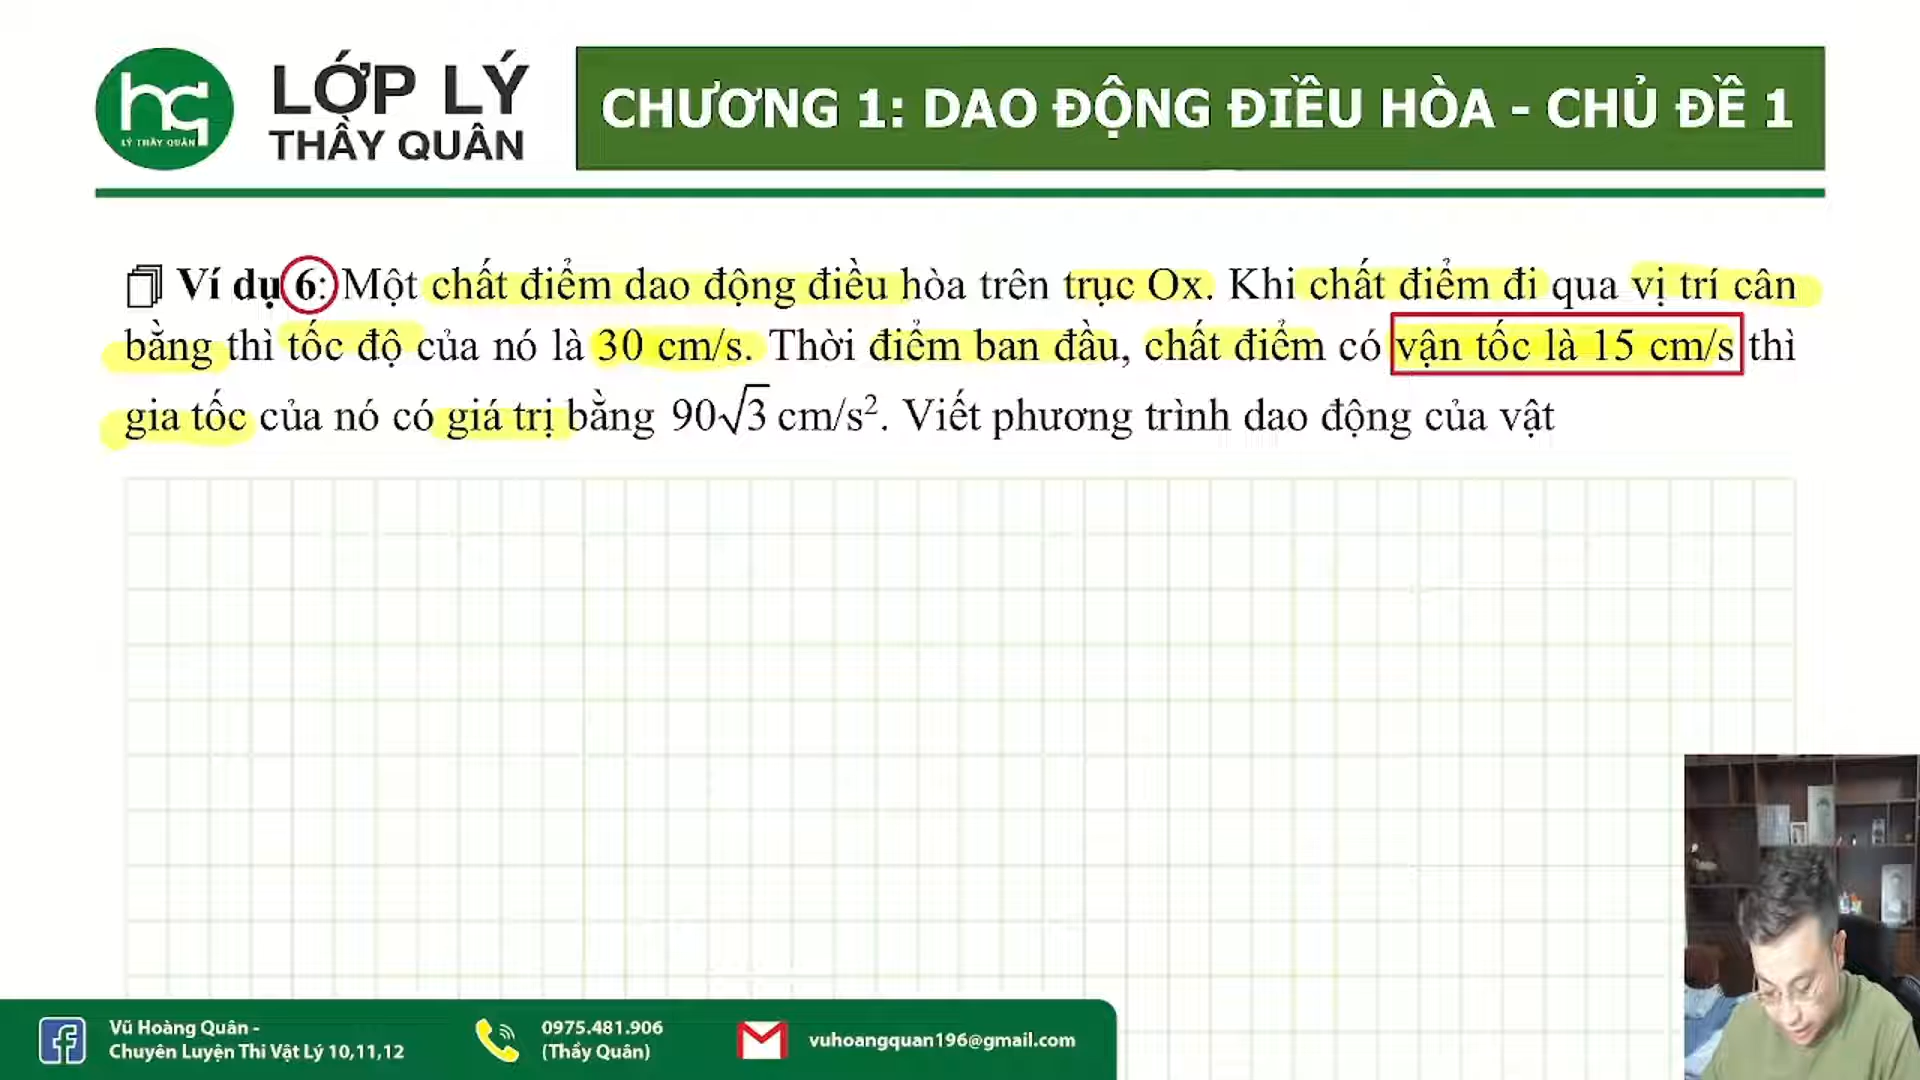 hq
LÝ THẦY QUÂN
LỚP LÝ
THẦY QUÂN
CHƯƠNG 1: DAO ĐỘNG ĐIỀU HÒA - CHỦ ĐỀ 1
Ví dụ 6: Một chất điểm dao động điều hòa trên trục Ox. Khi chất điểm đi qua vị trí cân
bằng thì tốc độ của nó là 30 cm/s. Thời điểm ban đầu, chất điểm có vận tốc là 15 cm/s thì
gia tốc của nó có giá trị bằng 90√3 cm/s². Viết phương trình dao động của vật
Vũ Hoàng Quân -
Chuyên Luyện Thi Vật Lý 10,11,12
0975.481.906
(Thầy Quân)
vuhoangquan196@gmail.com